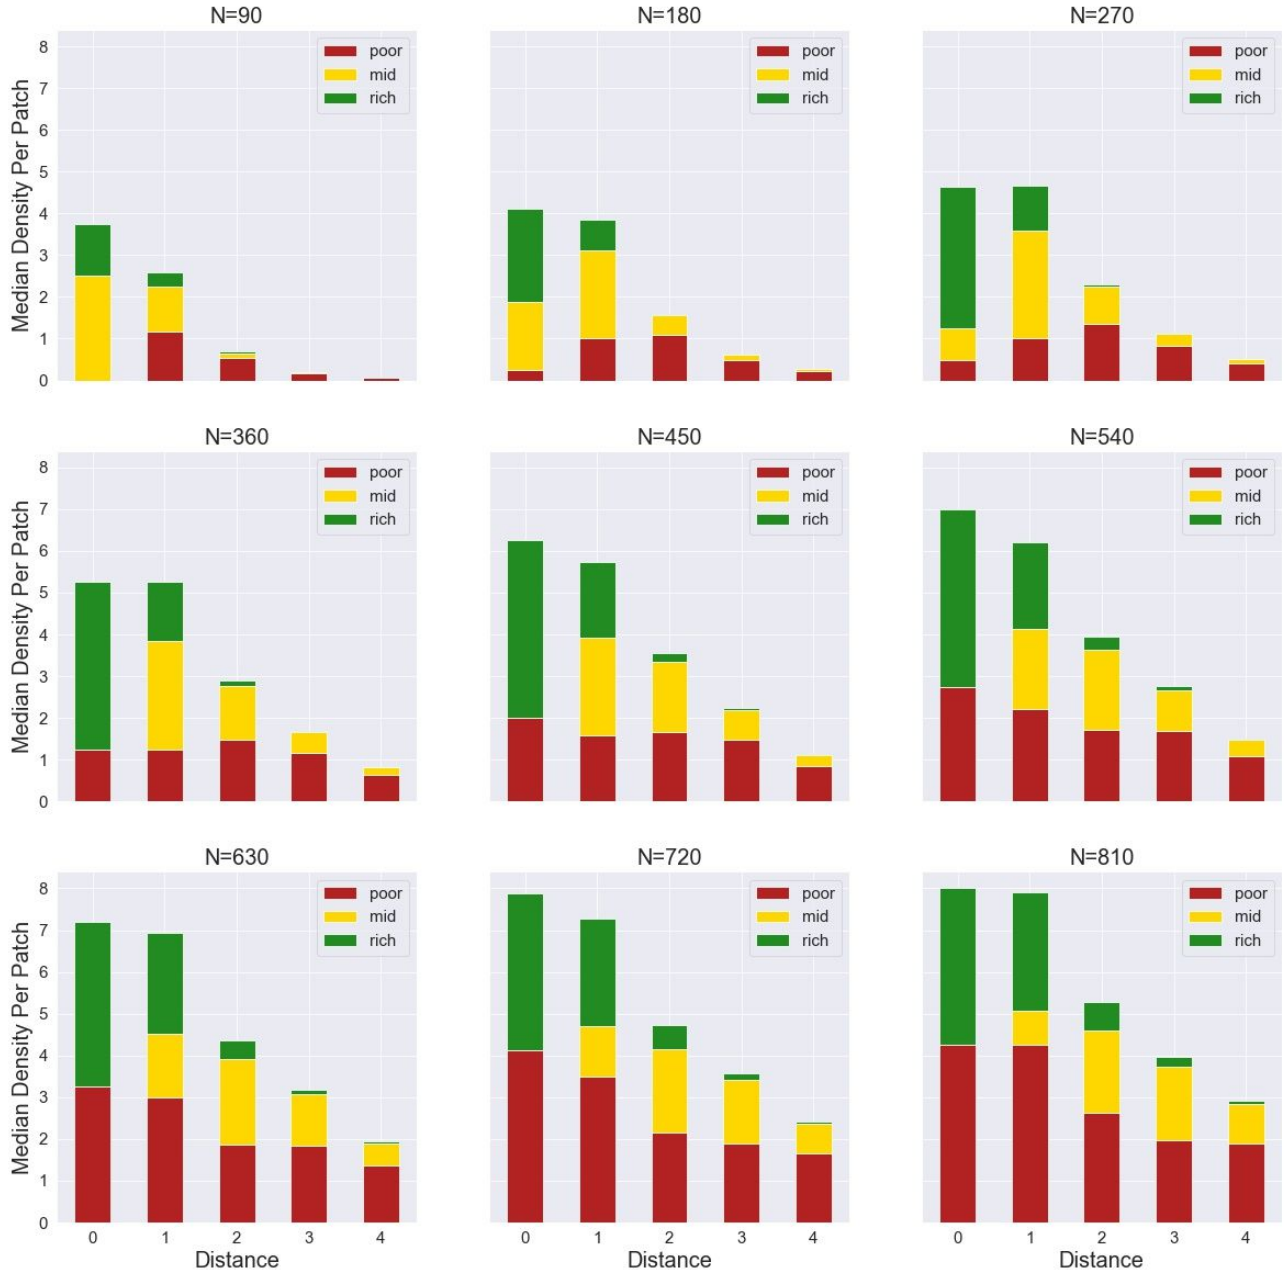 N=90
N=180
N=270
8
7
6
5
4
3
2
1
0
Median Density Per Patch
poor
mid
rich
poor
mid
rich
poor
mid
rich
N=360
N=450
N=540
8
7
6
5
4
3
2
1
0
Median Density Per Patch
poor
mid
rich
poor
mid
rich
poor
mid
rich
N=630
N=720
N=810
8
7
6
5
4
3
2
1
0
Median Density Per Patch
poor
mid
rich
poor
mid
rich
poor
mid
rich
0 1 2 3 4
0 1 2 3 4
0 1 2 3 4
Distance
Distance
Distance